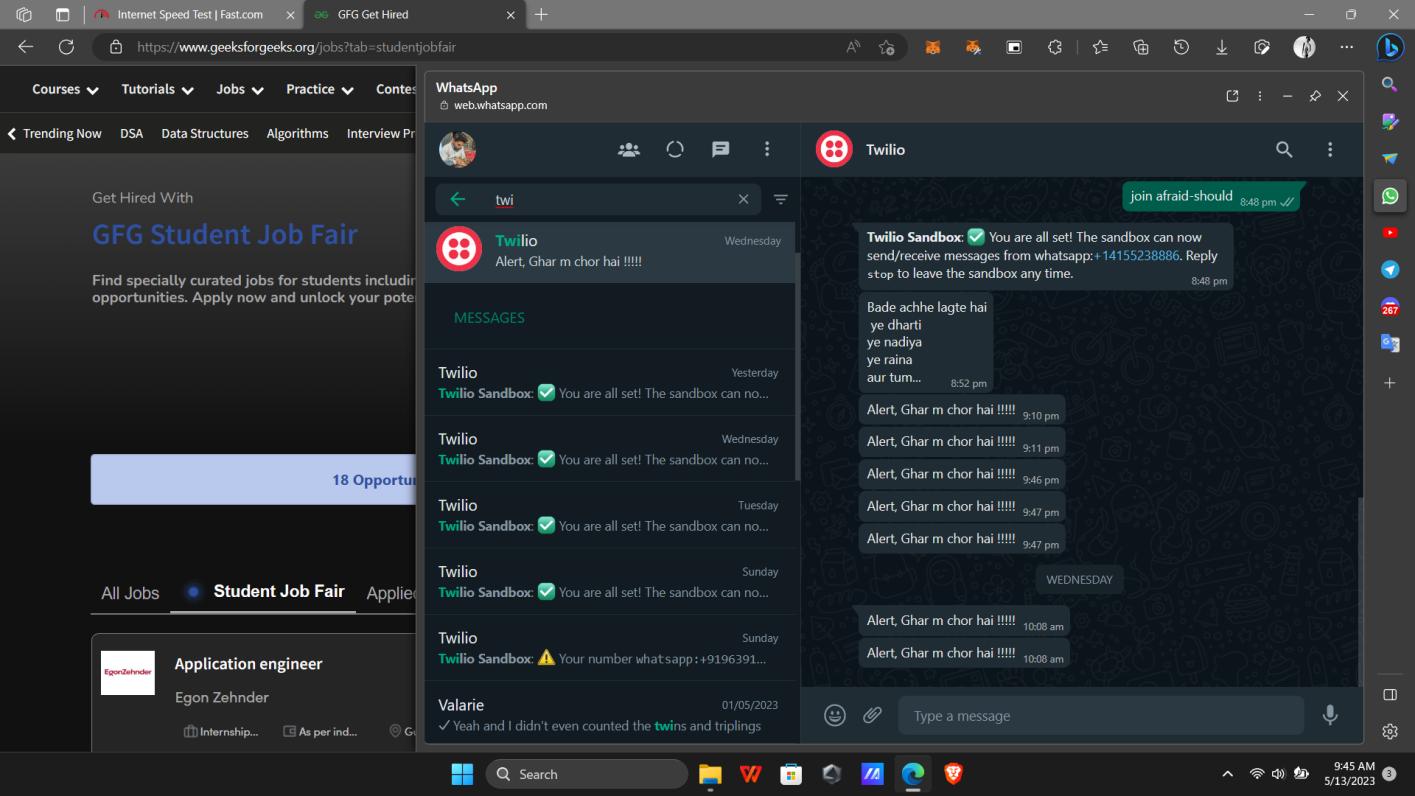 Internet Speed Test | Fast.com
GFG Get Hired
https://www.geeksforgeeks.org/jobs?tab=studentjobfair
Courses
Tutorials
Jobs
Practice
Contes
Trending Now
DSA
Data Structures
Algorithms
Interview Pr
Get Hired With
GFG Student Job Fair
Find specially curated jobs for students includin
opportunities. Apply now and unlock your poter
18 Opportu
All Jobs
Student Job Fair
Applied
EgonZehnder
Application engineer
Egon Zehnder
Internship...
As per ind...
WhatsApp
web.whatsapp.com
twi
Twilio
Wednesday
Alert, Ghar m chor hai !!!!!
MESSAGES
Twilio
Yesterday
Twilio Sandbox: ✅ You are all set! The sandbox can no...
Twilio
Wednesday
Twilio Sandbox: ✅ You are all set! The sandbox can no...
Twilio
Tuesday
Twilio Sandbox: ✅ You are all set! The sandbox can no...
Twilio
Sunday
Twilio Sandbox: ✅ You are all set! The sandbox can no...
Twilio
Sunday
Twilio Sandbox: ⚠️ Your number whatsapp:+9196391...
Valarie
01/05/2023
Yeah and I didn't even counted the twins and triplings
Twilio
join afraid-should 8:48 pm
Twilio Sandbox: ✅ You are all set! The sandbox can now
send/receive messages from whatsapp:+14155238886. Reply
stop to leave the sandbox any time.
8:48 pm
Bade achhe lagte hai
ye dharti
ye nadiya
ye raina
aur tum...
8:52 pm
Alert, Ghar m chor hai !!!!! 9:10 pm
Alert, Ghar m chor hai !!!!! 9:11 pm
Alert, Ghar m chor hai !!!!! 9:46 pm
Alert, Ghar m chor hai !!!!! 9:47 pm
Alert, Ghar m chor hai !!!!! 9:47 pm
WEDNESDAY
Alert, Ghar m chor hai !!!!! 10:08 am
Alert, Ghar m chor hai !!!!! 10:08 am
Type a message
267
Search
9:45 AM
5/13/2023
3